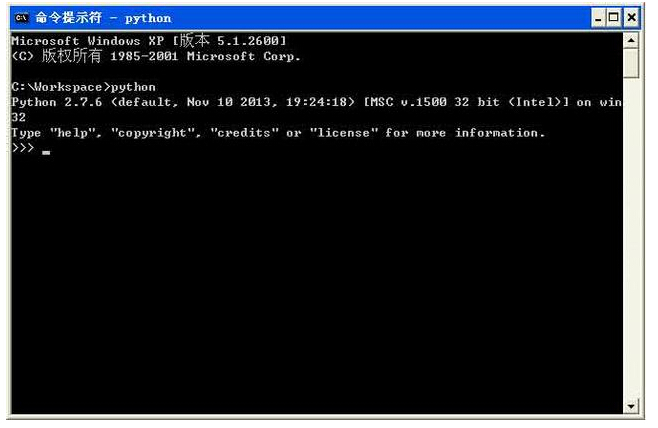 命令提示符 - python
Microsoft Windows XP [版本 5.1.2600]
(C) 版权所有 1985-2001 Microsoft Corp.
C:\Workspace>python
Python 2.7.6 (default, Nov 10 2013, 19:24:18) [MSC v.1500 32 bit (Intel)] on win
32
Type "help", "copyright", "credits" or "license" for more information.
>>> _